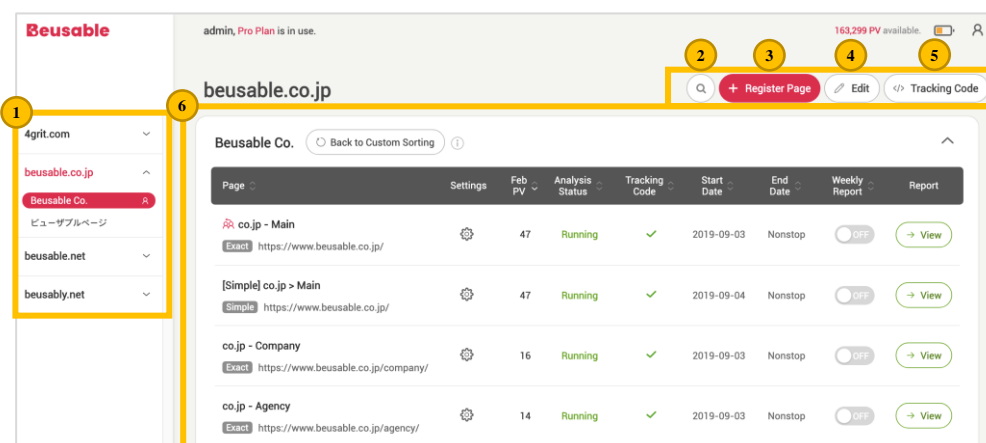 Beusable
admin, Pro Plan is in use.
163,299 PV available.
2
3
4
5
beusable.co.jp
+ Register Page
Edit
</> Tracking Code
1
6
4grit.com
beusable.co.jp
Beusable Co.
ビューザブルページ
beusable.net
beusably.net
Beusable Co.
Back to Custom Sorting
Page
Settings
Feb PV
Analysis Status
Tracking Code
Start Date
End Date
Weekly Report
Report
co.jp - Main
47
Running
2019-09-03
Nonstop
OFF
→ View
Exact https://www.beusable.co.jp/
[Simple] co.jp > Main
47
Running
2019-09-04
Nonstop
OFF
→ View
Simple https://www.beusable.co.jp/
co.jp - Company
16
Running
2019-09-03
Nonstop
OFF
→ View
Exact https://www.beusable.co.jp/company/
co.jp - Agency
14
Running
2019-09-03
Nonstop
OFF
→ View
Exact https://www.beusable.co.jp/agency/